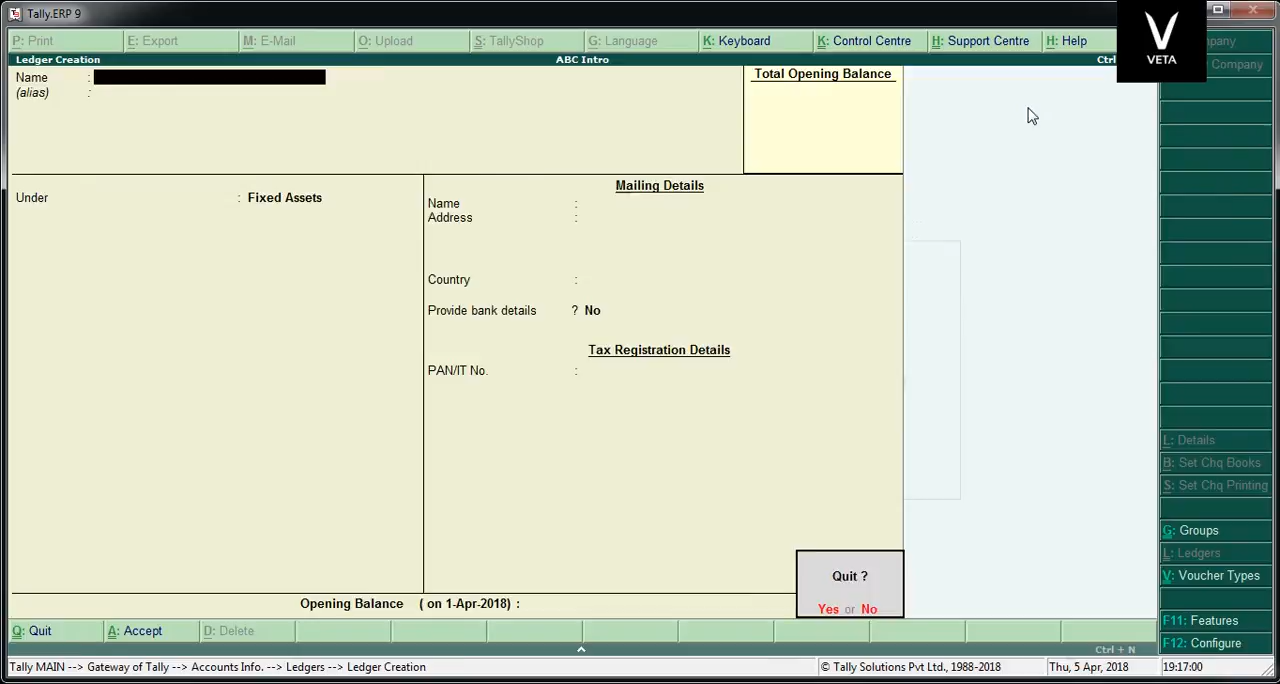 Tally.ERP 9
P: Print
E: Export
M: E-Mail
O: Upload
S: TallyShop
G: Language
K: Keyboard
K: Control Centre
H: Support Centre
H: Help
VETA
Company
Ledger Creation
ABC Intro
Ctrl
Name :
(alias) :
Total Opening Balance
Under : Fixed Assets
Mailing Details
Name :
Address :
Country :
Provide bank details ? No
Tax Registration Details
PAN/IT No. :
L: Details
B: Set Chq Books
S: Set Chq Printing
G: Groups
L: Ledgers
V: Voucher Types
F11: Features
F12: Configure
Quit ?
Yes or No
Opening Balance ( on 1-Apr-2018) :
Q: Quit
A: Accept
D: Delete
Ctrl + N
Tally MAIN --> Gateway of Tally --> Accounts Info. --> Ledgers --> Ledger Creation
© Tally Solutions Pvt Ltd., 1988-2018
Thu, 5 Apr, 2018
19:17:00